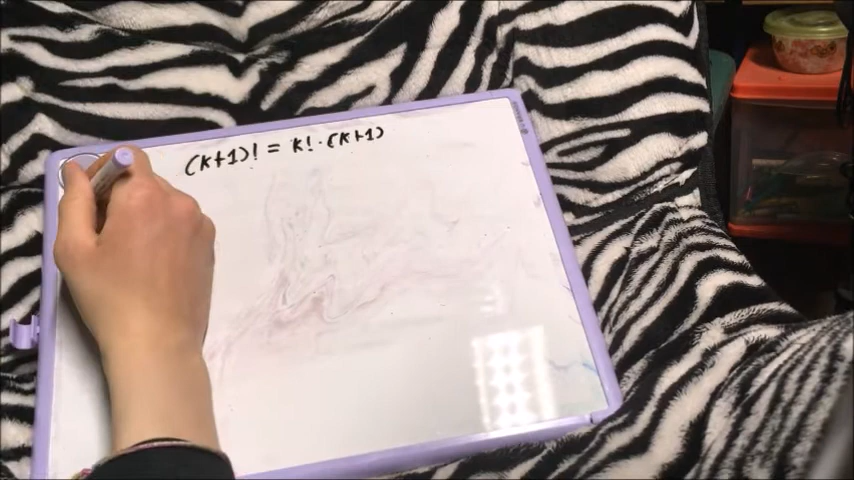 (k+1)! = k! · (k+1)